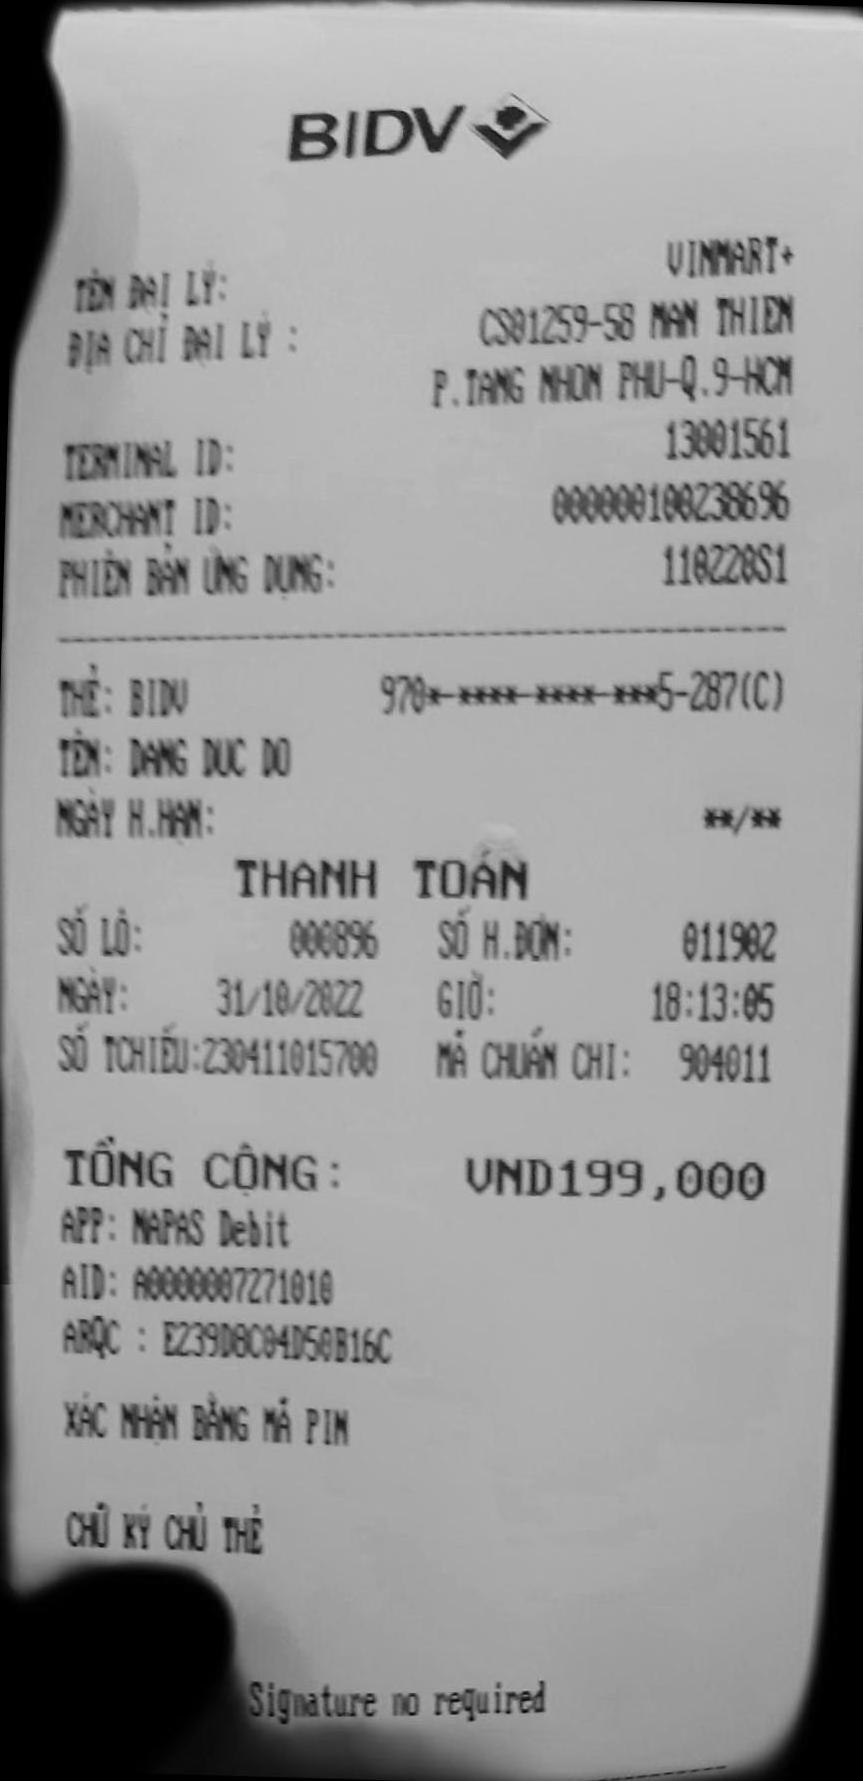 BIDV
TÊN ĐẠI LÝ: VINMART+
ĐỊA CHỈ ĐẠI LÝ : CS01259-58 MAN THIEN
P.TANG NHON PHU-Q.9-HCM
TERMINAL ID: 13001561
MERCHANT ID: 000000100238696
PHIÊN BẢN ỨNG DỤNG: 110220S1
THẺ: BIDV 970*-****-****-***5-287(C)
TÊN: DANG DUC DO
NGÀY H.HẠN: **/**
THANH TOÁN
SỐ LÔ: 000896 SỐ H.ĐƠN: 011902
NGÀY: 31/10/2022 GIỜ: 18:13:05
SỐ TCHIẾU:230411015700 MÃ CHUẨN CHI: 904011
TỔNG CỘNG: VND199,000
APP: NAPAS Debit
AID: A0000007271010
ARQC : E239D8C04D50B16C
XÁC NHẬN BẰNG MÃ PIN
CHỮ KÝ CHỦ THẺ
Signature no required